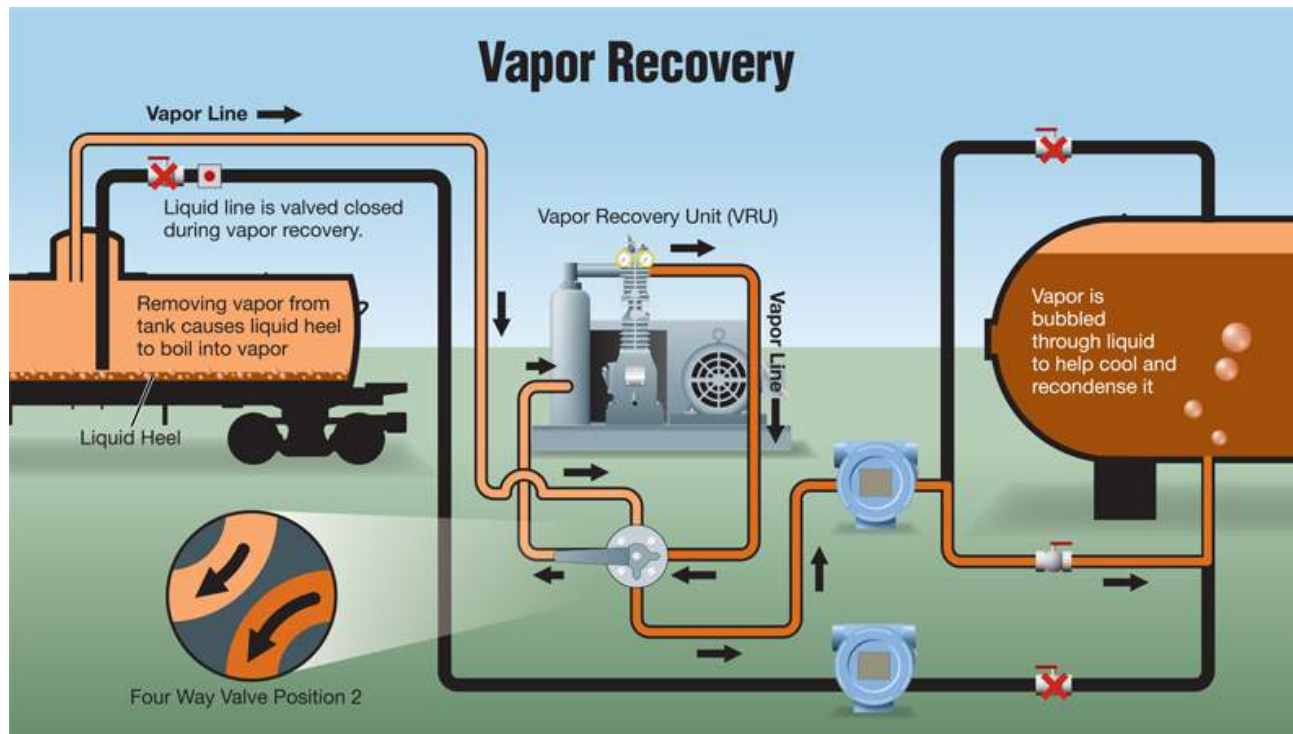 Vapor Recovery
Vapor Line
Liquid line is valved closed
during vapor recovery.
Vapor Recovery Unit (VRU)
Removing vapor from
tank causes liquid heel
to boil into vapor
Vapor Line
Vapor is
bubbled
through liquid
to help cool and
recondense it
Liquid Heel
Four Way Valve Position 2